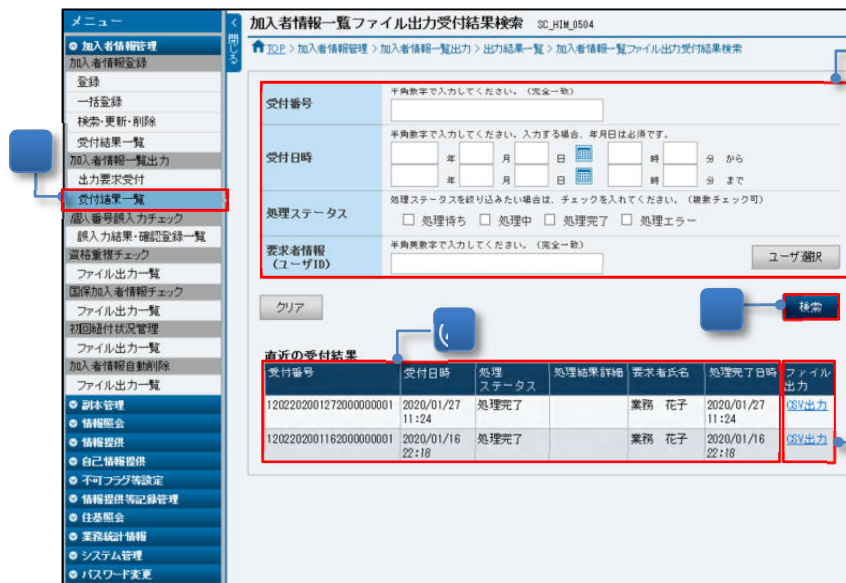 メニュー
加入者情報管理
加入者情報登録
登録
一括登録
検索・更新・削除
受付結果一覧
加入者情報一覧出力
出力要求受付
受付結果一覧
個人番号誤入力チェック
誤入力結果・確認登録一覧
資格重複チェック
ファイル出力一覧
国保加入者情報チェック
ファイル出力一覧
初回紐付状況管理
ファイル出力一覧
加入者情報自動削除
ファイル出力一覧
副本管理
情報照会
情報提供
自己情報提供
不可フラグ等設定
情報提供等記録管理
住基照会
業務統計情報
システム管理
パスワード変更
< 閉じる
加入者情報一覧ファイル出力受付結果検索 SC_HIM_0504
TOP > 加入者情報管理 > 加入者情報一覧出力 > 出力結果一覧 > 加入者情報一覧ファイル出力受付結果検索
受付番号
半角数字で入力してください。（完全一致）
受付日時
半角数字で入力してください。入力する場合、年月日は必須です。
年 月 日 時 分 から
年 月 日 時 分 まで
処理ステータス
処理ステータスを絞り込みたい場合は、チェックを入れてください。（複数チェック可）
処理待ち 処理中 処理完了 処理エラー
要求者情報
（ユーザID）
半角英数字で入力してください。（完全一致）
ユーザ選択
クリア
検索
(
直近の受付結果
受付番号 受付日時 処理ステータス 処理結果詳細 要求者氏名 処理完了日時 ファイル出力
1202202001272000000001 2020/01/27 11:24 処理完了 業務 花子 2020/01/27 11:24 CSV出力
1202202001162000000001 2020/01/16 22:18 処理完了 業務 花子 2020/01/16 22:18 CSV出力